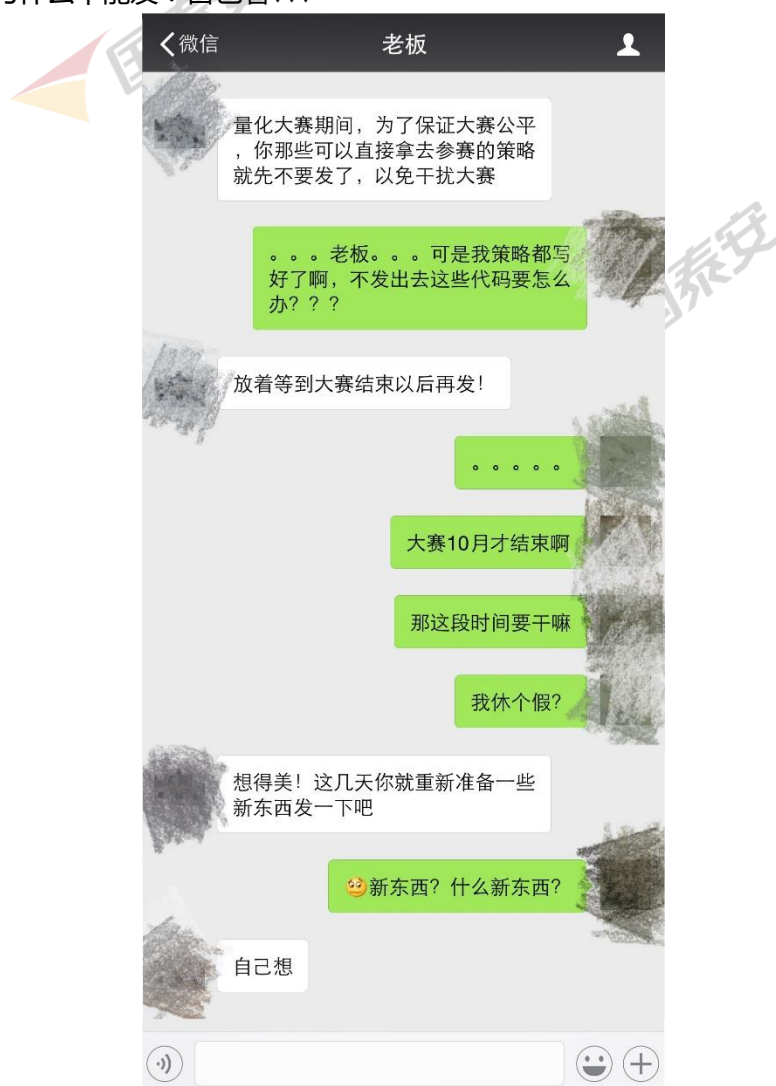 微信
老板
量化大赛期间，为了保证大赛公平
，你那些可以直接拿去参赛的策略
就先不要发了，以免干扰大赛
。。。老板。。。可是我策略都写
好了啊，不发出去这些代码要怎么
办？？？
放着等到大赛结束以后再发！
。。。。。
大赛10月才结束啊
那这段时间要干嘛
我休个假？
想得美！这几天你就重新准备一些
新东西发一下吧
新东西？什么新东西？
自己想
泰安